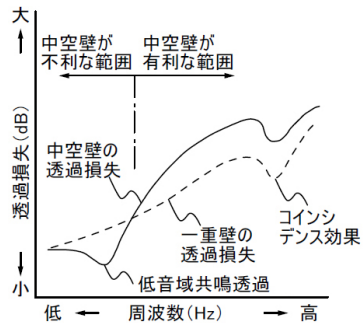 大
中空壁が
不利な範囲
中空壁が
有利な範囲
透過損失(dB)
中空壁の
透過損失
一重壁の
透過損失
コインシ
デンス効果
低音域共鳴透過
小
低
周波数(Hz)
高